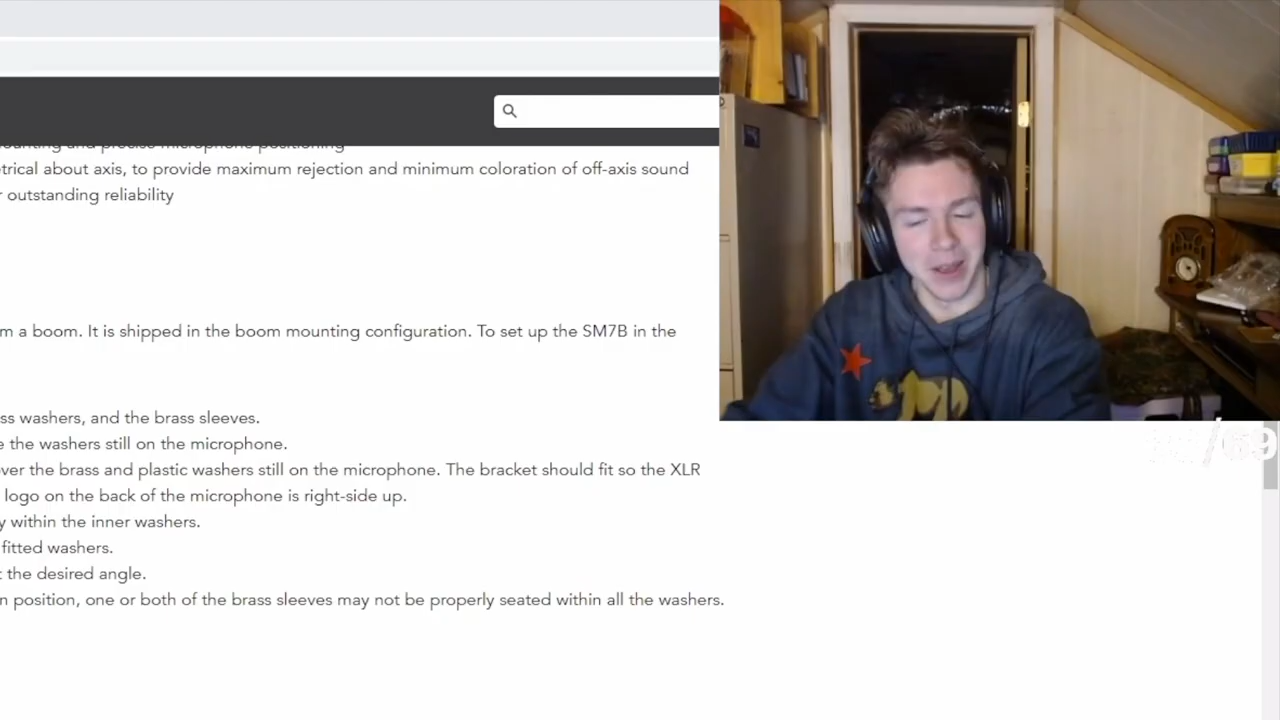 ounting and precise microphone positioning
trical about axis, to provide maximum rejection and minimum coloration of off-axis sound
r outstanding reliability
m a boom. It is shipped in the boom mounting configuration. To set up the SM7B in the
ss washers, and the brass sleeves.
e the washers still on the microphone.
ver the brass and plastic washers still on the microphone. The bracket should fit so the XLR
logo on the back of the microphone is right-side up.
y within the inner washers.
fitted washers.
t the desired angle.
n position, one or both of the brass sleeves may not be properly seated within all the washers.